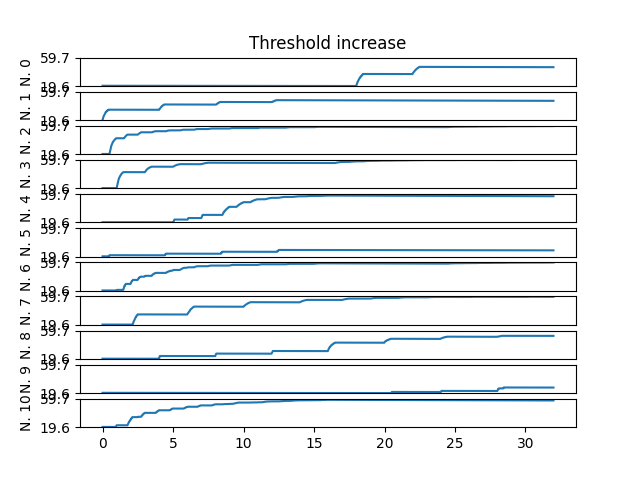 Threshold increase
59.7
19.6
N. 0
59.7
19.6
N. 1
59.7
19.6
N. 2
59.7
19.6
N. 3
59.7
19.6
N. 4
59.7
19.6
N. 5
59.7
19.6
N. 6
59.7
19.6
N. 7
59.7
19.6
N. 8
59.7
19.6
N. 9
59.7
19.6
N. 10
0 5 10 15 20 25 30